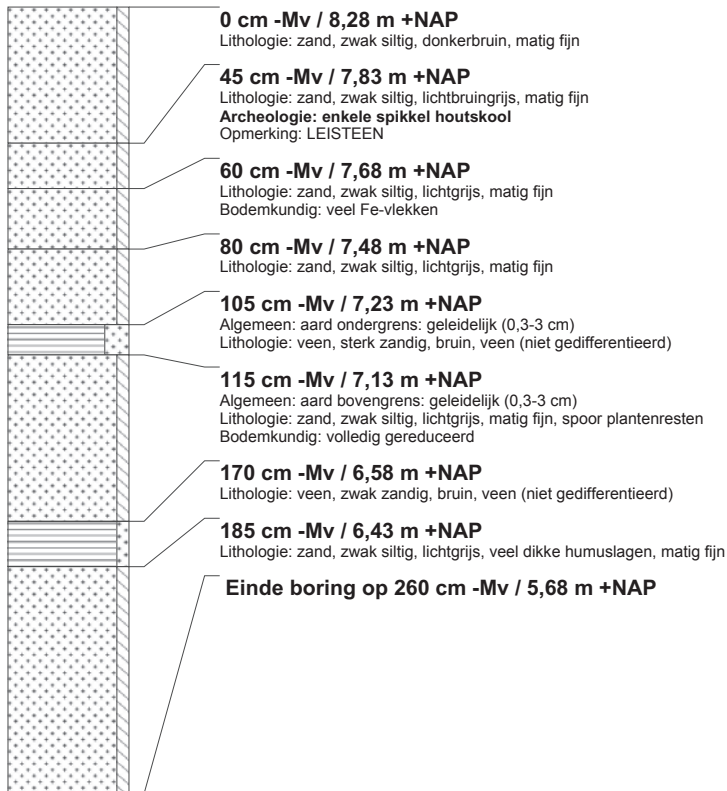 0 cm -Mv / 8,28 m +NAP
Lithologie: zand, zwak siltig, donkerbruin, matig fijn
45 cm -Mv / 7,83 m +NAP
Lithologie: zand, zwak siltig, lichtbruingrijs, matig fijn
Archeologie: enkele spikkel houtskool
Opmerking: LEISTEEN
60 cm -Mv / 7,68 m +NAP
Lithologie: zand, zwak siltig, lichtgrijs, matig fijn
Bodemkundig: veel Fe-vlekken
80 cm -Mv / 7,48 m +NAP
Lithologie: zand, zwak siltig, lichtgrijs, matig fijn
105 cm -Mv / 7,23 m +NAP
Algemeen: aard ondergrens: geleidelijk (0,3-3 cm)
Lithologie: veen, sterk zandig, bruin, veen (niet gedifferentieerd)
115 cm -Mv / 7,13 m +NAP
Algemeen: aard bovengrens: geleidelijk (0,3-3 cm)
Lithologie: zand, zwak siltig, lichtgrijs, matig fijn, spoor plantenresten
Bodemkundig: volledig gereduceerd
170 cm -Mv / 6,58 m +NAP
Lithologie: veen, zwak zandig, bruin, veen (niet gedifferentieerd)
185 cm -Mv / 6,43 m +NAP
Lithologie: zand, zwak siltig, lichtgrijs, veel dikke humuslagen, matig fijn
Einde boring op 260 cm -Mv / 5,68 m +NAP